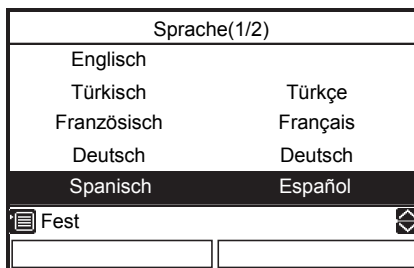 Sprache(1/2)
Englisch
Türkisch Türkçe
Französisch Français
Deutsch Deutsch
Spanisch Español
Fest